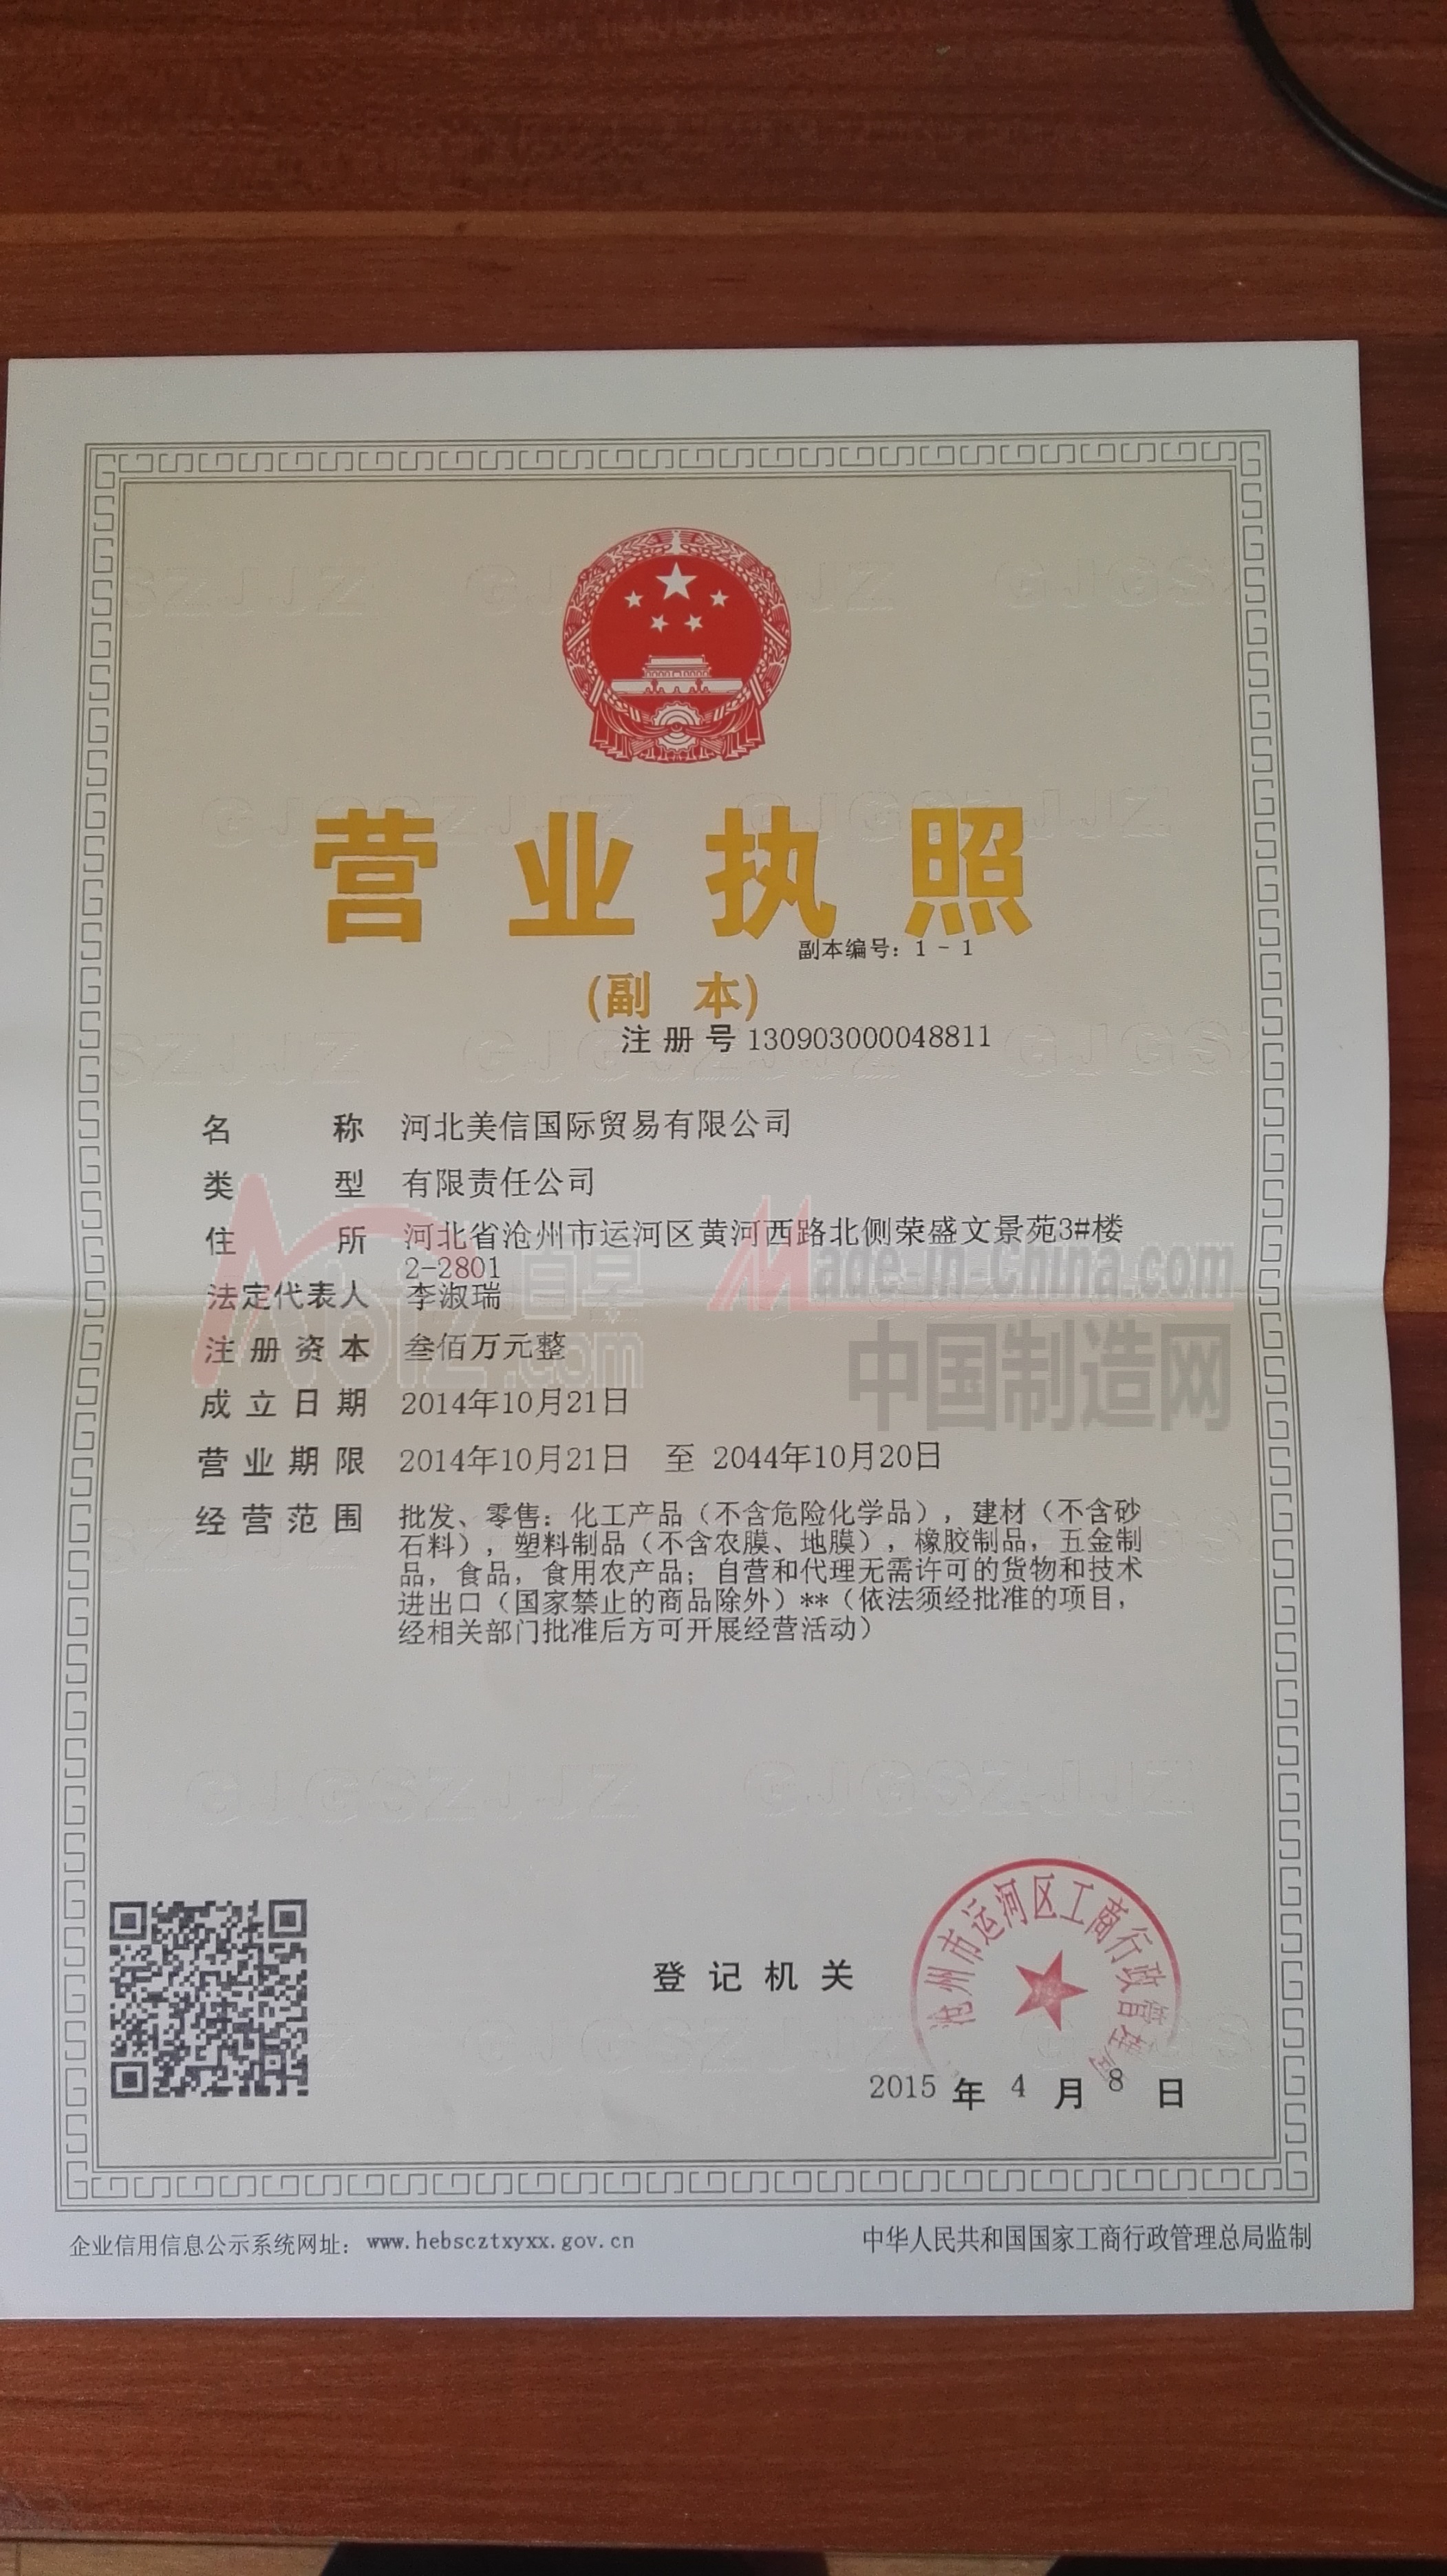 营业执照
副本编号：1 - 1
(副 本)
注册号130903000048811
名 称 河北美信国际贸易有限公司
类 型 有限责任公司
住 所 河北省沧州市运河区黄河西路北侧荣盛文景苑3#楼
2-2801
法定代表人 李淑瑞
注册资本 叁佰万元整
成立日期 2014年10月21日
营业期限 2014年10月21日 至 2044年10月20日
经营范围 批发、零售：化工产品（不含危险化学品），建材（不含砂
石料），塑料制品（不含农膜、地膜），橡胶制品，五金制
品，食品，食用农产品；自营和代理无需许可的货物和技术
进出口（国家禁止的商品除外）**（依法须经批准的项目，
经相关部门批准后方可开展经营活动）
Made-in-China.com
中国制造网
登记机关
沧州市运河区工商行政管理局
2015 年 4 月 8 日
企业信用信息公示系统网址：www.hebscztxyxx.gov.cn
中华人民共和国国家工商行政管理总局监制